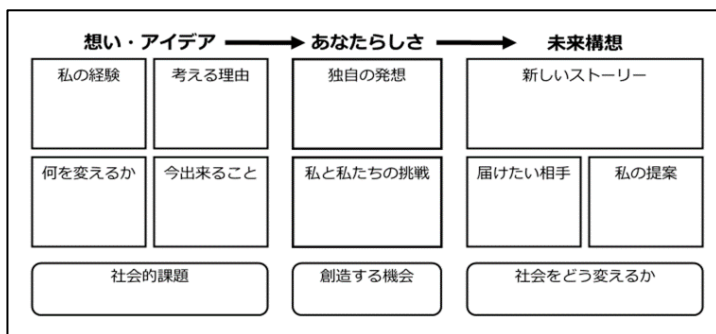 想い・アイデア
あなたらしさ
未来構想
私の経験
考える理由
独自の発想
新しいストーリー
何を変えるか
今出来ること
私と私たちの挑戦
届けたい相手
私の提案
社会的課題
創造する機会
社会をどう変えるか